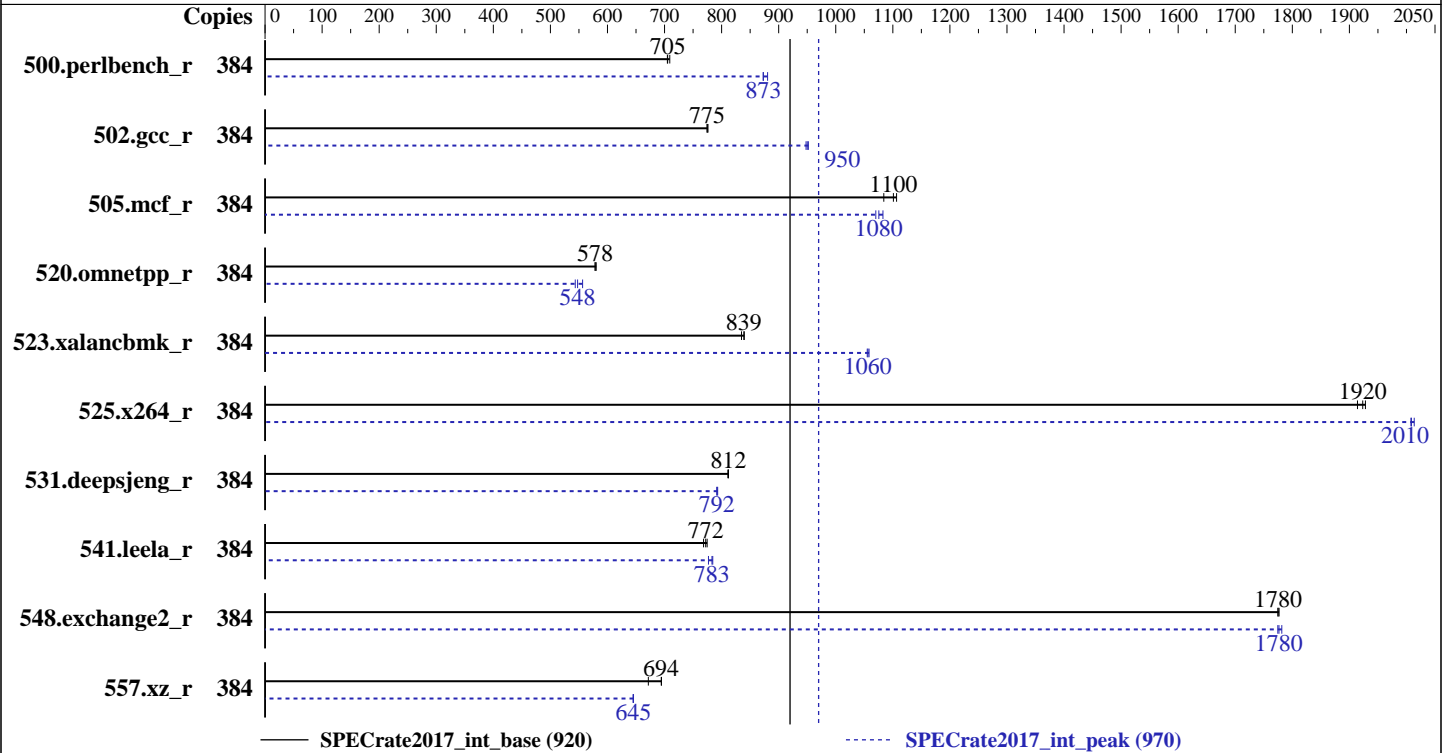 Copies 0 100 200 300 400 500 600 700 800 900 1000 1100 1200 1300 1400 1500 1600 1700 1800 1900 2050
705
500.perlbench_r 384
873
775
502.gcc_r 384
950
1100
505.mcf_r 384
1080
578
520.omnetpp_r 384
548
839
523.xalancbmk_r 384
1060
1920
525.x264_r 384
2010
812
531.deepsjeng_r 384
792
772
541.leela_r 384
783
1780
548.exchange2_r 384
1780
694
557.xz_r 384
645
SPECrate2017_int_base (920) SPECrate2017_int_peak (970)